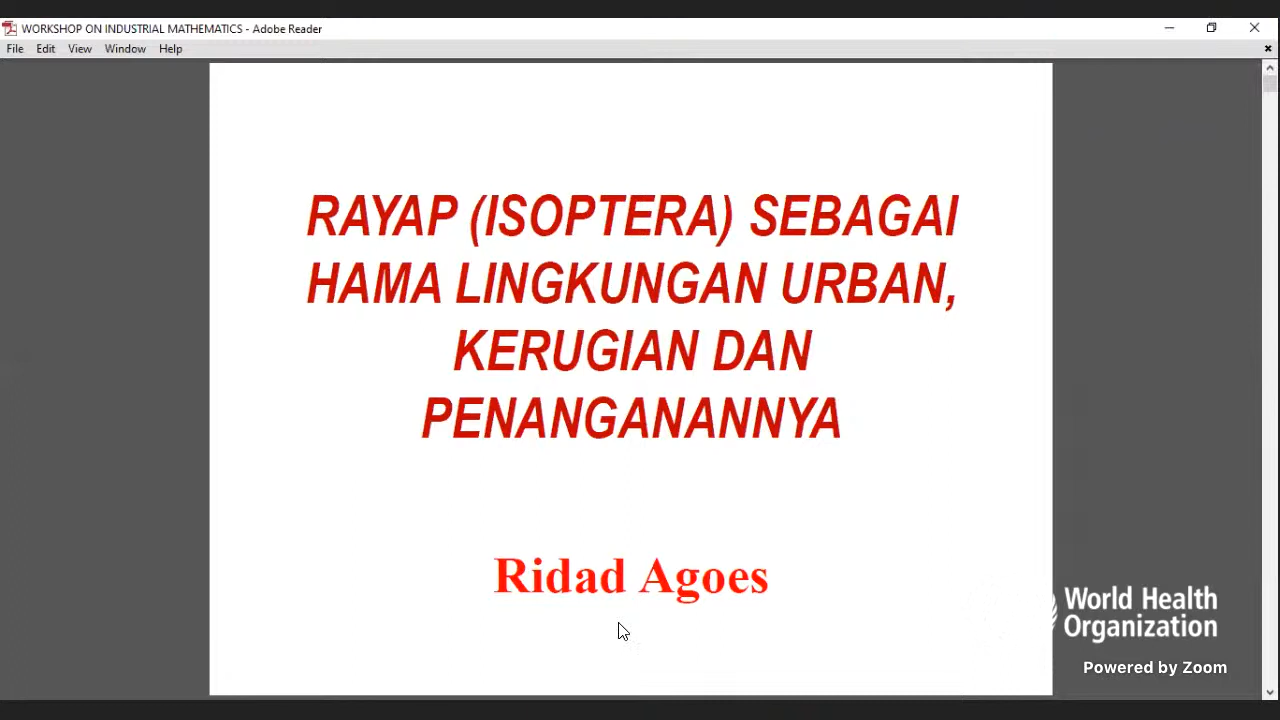 WORKSHOP ON INDUSTRIAL MATHEMATICS - Adobe Reader
File Edit View Window Help
RAYAP (ISOPTERA) SEBAGAI
HAMA LINGKUNGAN URBAN,
KERUGIAN DAN
PENANGANANNYA
Ridad Agoes
World Health
Organization
Powered by Zoom